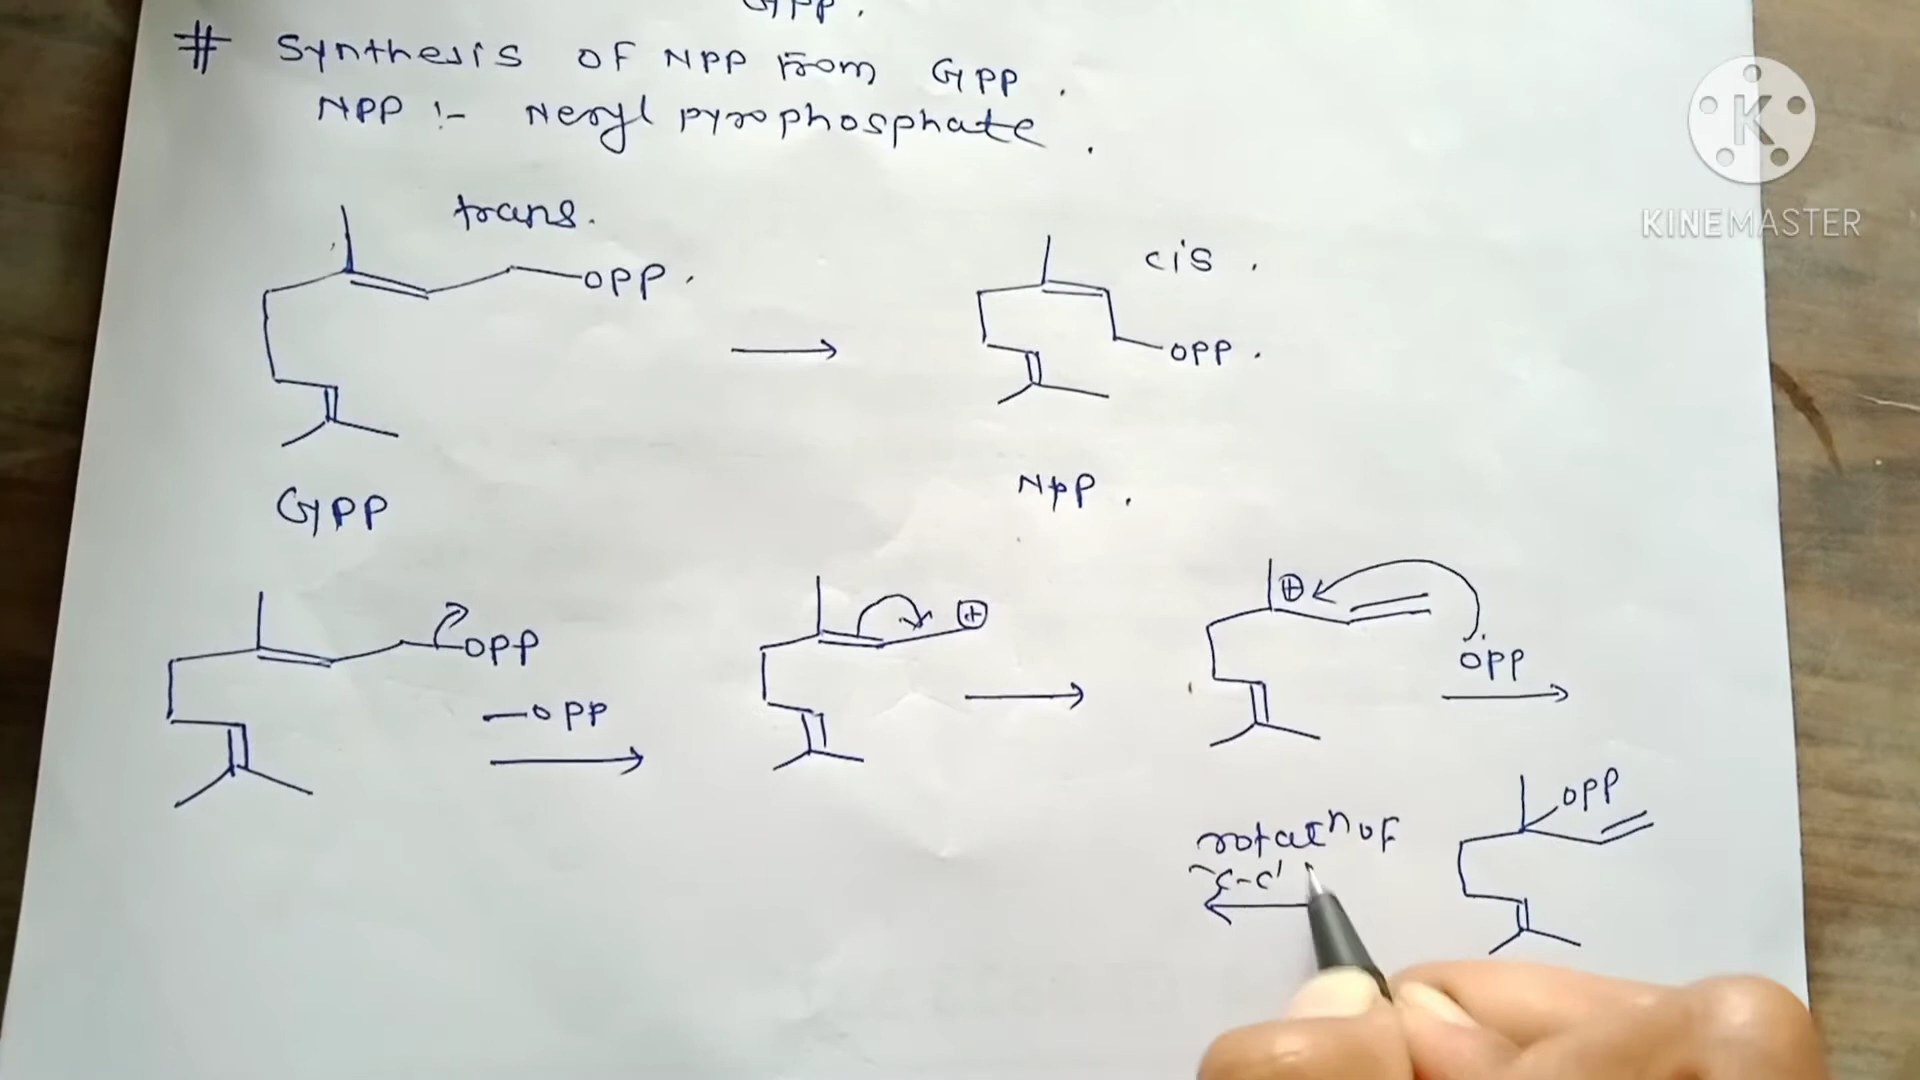 GPP.
# Synthesis of NPP from GPP.
NPP :- Neryl pyrophosphate.
trans.
OPP.
cis.
OPP.
GPP
NPP.
OPP
-OPP
+
+
OPP
OPP
rotatn of
C-C
K
KINEMASTER